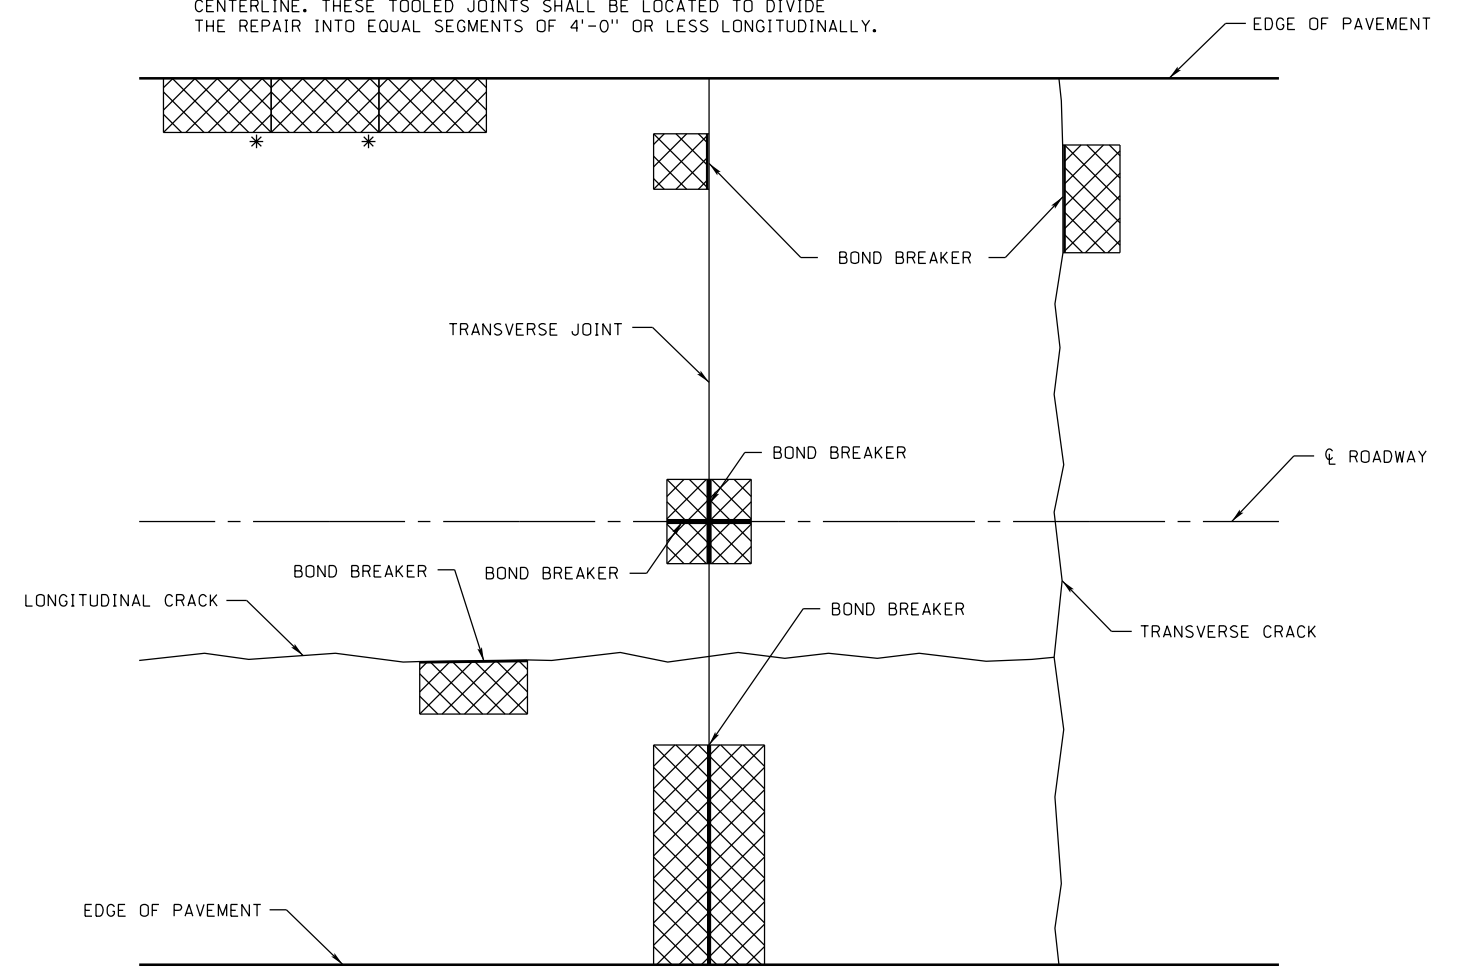 CENTERLINE. THESE TOOLED JOINTS SHALL BE LOCATED TO DIVIDE
THE REPAIR INTO EQUAL SEGMENTS OF 4'-0" OR LESS LONGITUDINALLY.
EDGE OF PAVEMENT
* *
BOND BREAKER
TRANSVERSE JOINT
BOND BREAKER
℄ ROADWAY
BOND BREAKER
BOND BREAKER
LONGITUDINAL CRACK
BOND BREAKER
TRANSVERSE CRACK
EDGE OF PAVEMENT